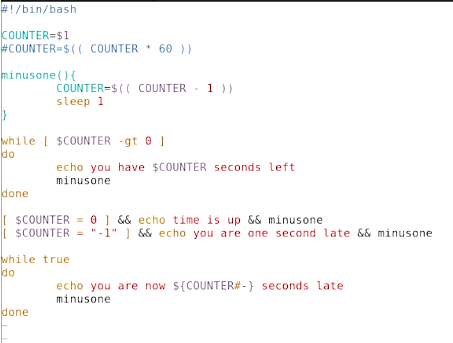 #!/bin/bash
COUNTER=$1
#COUNTER=$(( COUNTER * 60 ))
minusone(){
        COUNTER=$(( COUNTER - 1 ))
        sleep 1
}
while [ $COUNTER -gt 0 ]
do
        echo you have $COUNTER seconds left
        minusone
done
[ $COUNTER = 0 ] && echo time is up && minusone
[ $COUNTER = "-1" ] && echo you are one second late && minusone
while true
do
        echo you are now ${COUNTER#-} seconds late
        minusone
done
~
~